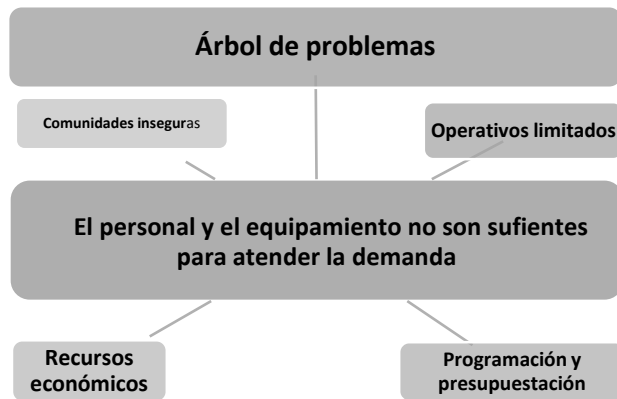 Árbol de problemas
Comunidades inseguras
Operativos limitados
El personal y el equipamiento no son sufientes
para atender la demanda
Recursos
económicos
Programación y
presupuestación